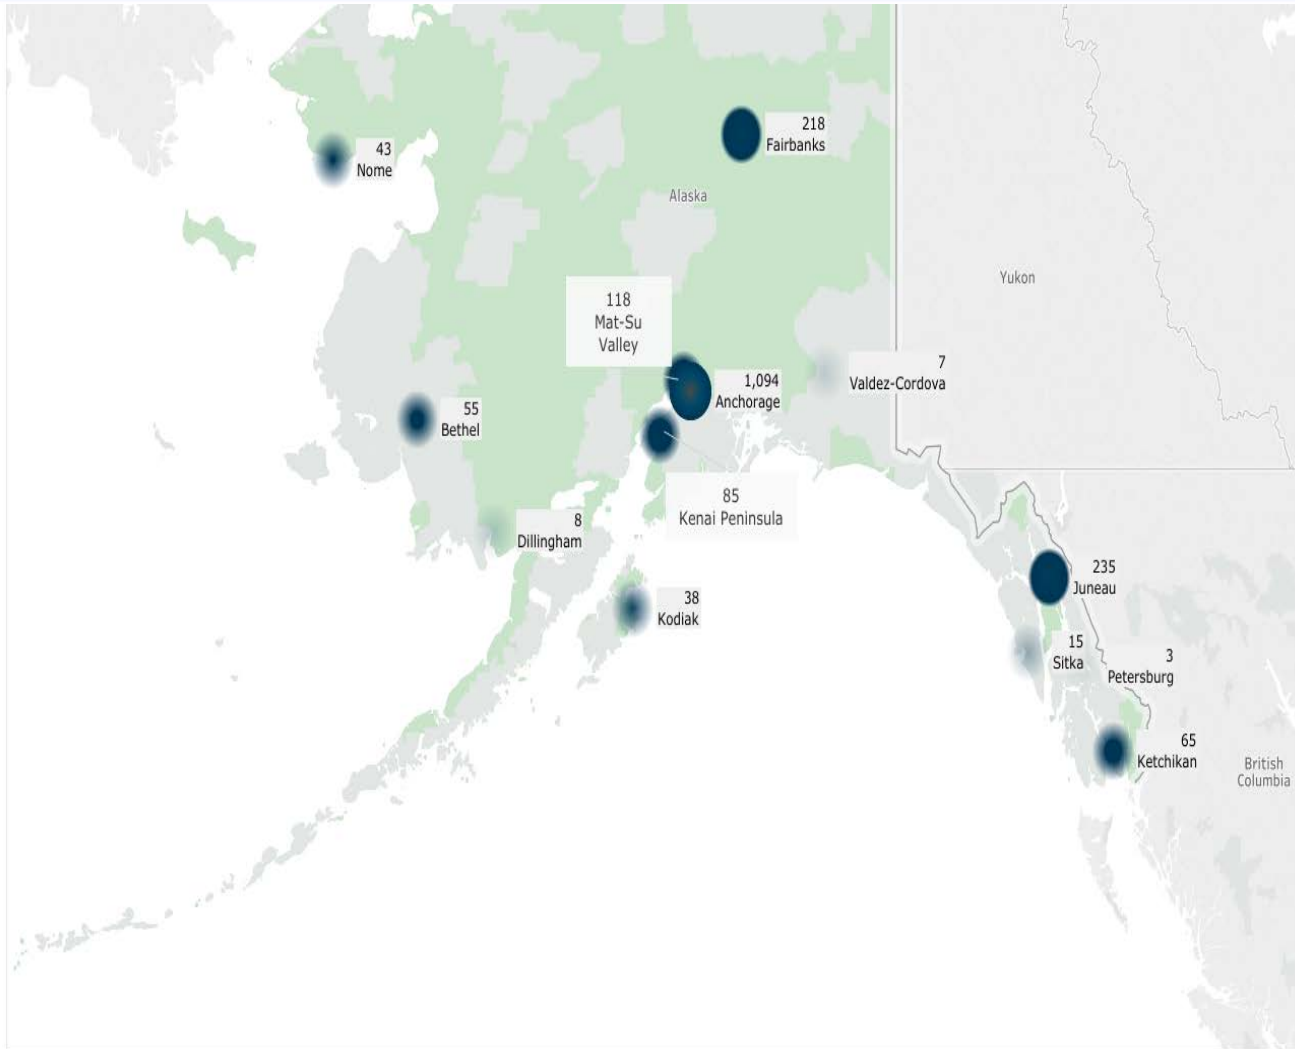 218
Fairbanks
43
Nome
Alaska
Yukon
118
Mat-Su
Valley
7
Valdez-Cordova
1,094
Anchorage
55
Bethel
85
Kenai Peninsula
8
Dillingham
235
Juneau
38
Kodiak
15
Sitka
3
Petersburg
65
Ketchikan
British
Columbia